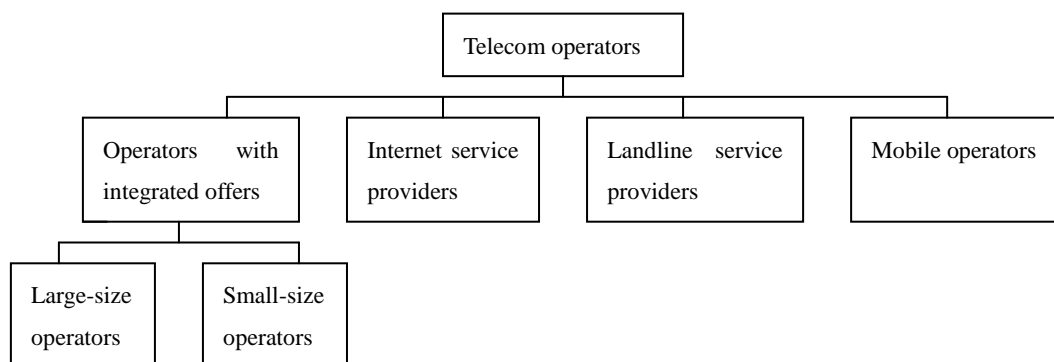 Telecom operators
Operators with
integrated offers
Internet service
providers
Landline service
providers
Mobile operators
Large-size
operators
Small-size
operators